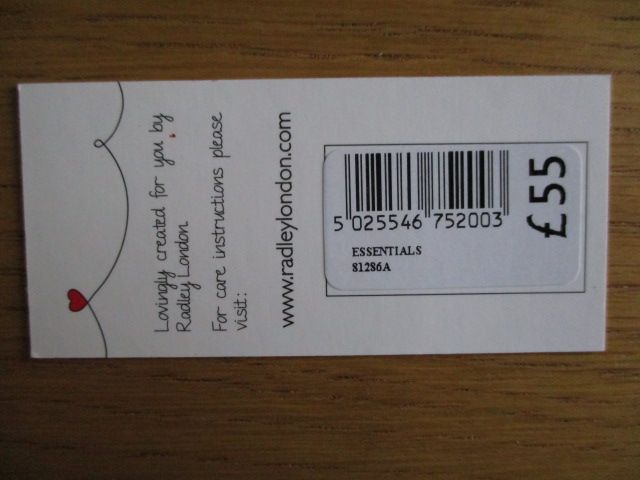 Lovingly created for you by
Radley London.
For care instructions please
visit:
www.radleylondon.com
5 025546 752003
ESSENTIALS
81286A
£55